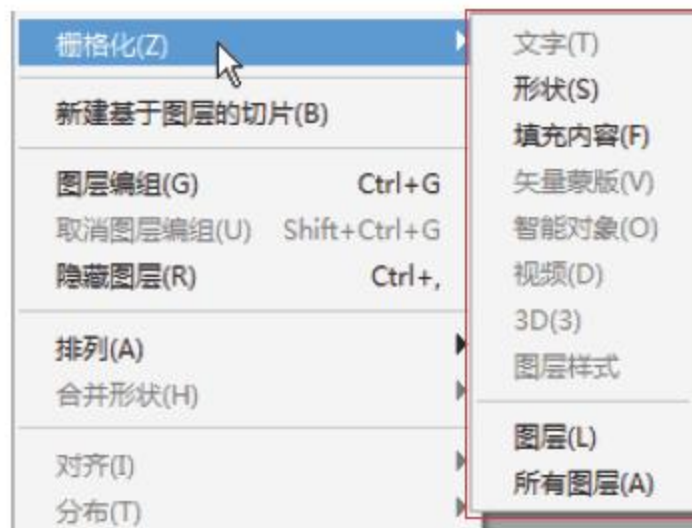 栅格化(Z)
新建基于图层的切片(B)
图层编组(G) Ctrl+G
取消图层编组(U) Shift+Ctrl+G
隐藏图层(R) Ctrl+,
排列(A)
合并形状(H)
对齐(I)
分布(T)
文字(T)
形状(S)
填充内容(F)
矢量蒙版(V)
智能对象(O)
视频(D)
3D(3)
图层样式
图层(L)
所有图层(A)